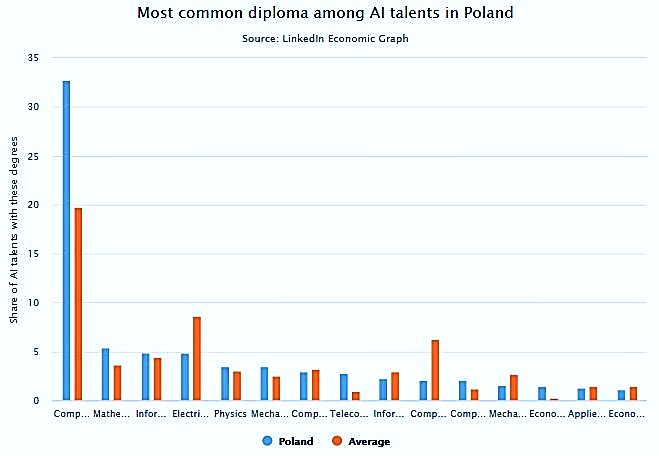 Most common diploma among AI talents in Poland
Source: LinkedIn Economic Graph
Share of AI talents with these degrees
35
30
25
20
15
10
5
0
Comp... Mathe... Infor... Electri... Physics Mecha... Comp... Teleco... Infor... Comp... Comp... Mecha... Econo... Applie... Econo...
Poland Average